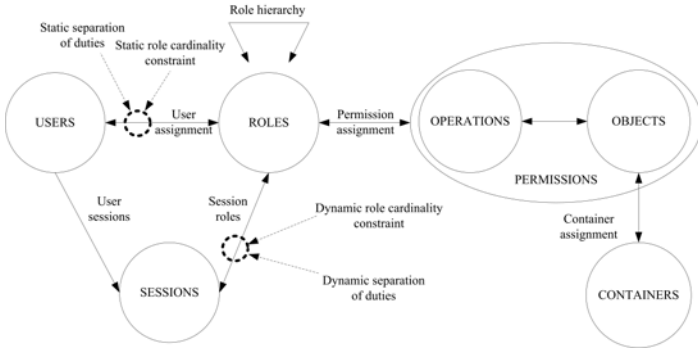 Role hierarchy
Static separation
of duties
Static role cardinality
constraint
USERS
User
assignment
ROLES
Permission
assignment
OPERATIONS
OBJECTS
PERMISSIONS
User
sessions
Session
roles
Dynamic role cardinality
constraint
Container
assignment
Dynamic separation
of duties
SESSIONS
CONTAINERS